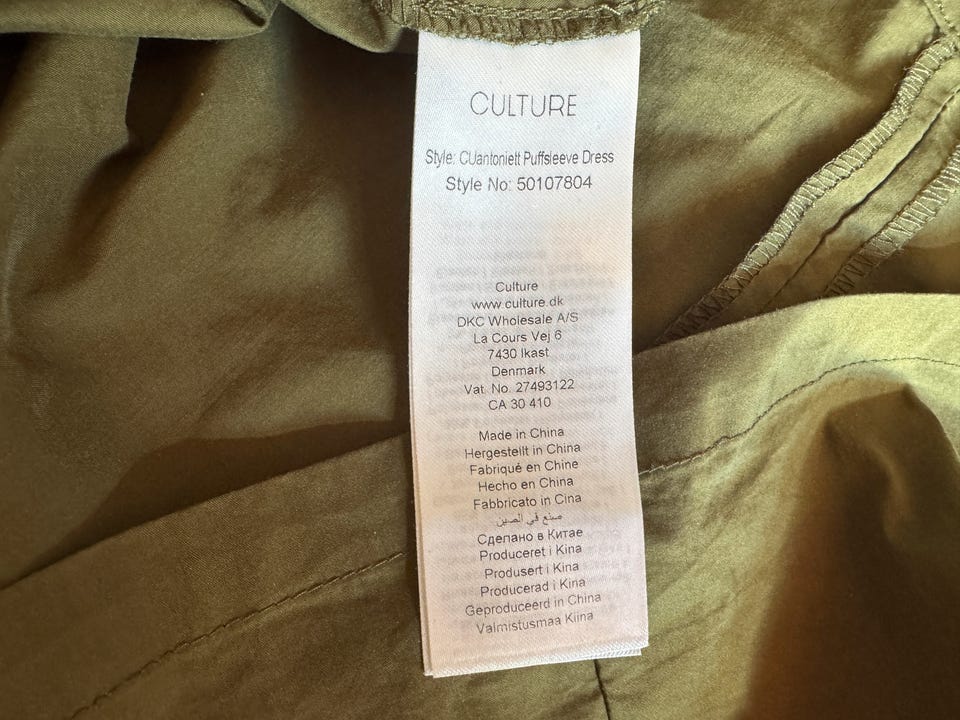 CULTURE
Style: CUantoniett Puffsleeve Dress
Style No: 50107804
Culture
www.culture.dk
DKC Wholesale A/S
La Cours Vej 6
7430 Ikast
Denmark
Vat. No. 27493122
CA 30 410
Made in China
Hergestellt in China
Fabriqué en Chine
Hecho en China
Fabbricato in Cina
صنع في الصين
Сделано в Китае
Produceret i Kina
Produsert i Kina
Producerad i Kina
Geproduceerd in China
Valmistusmaa Kiina